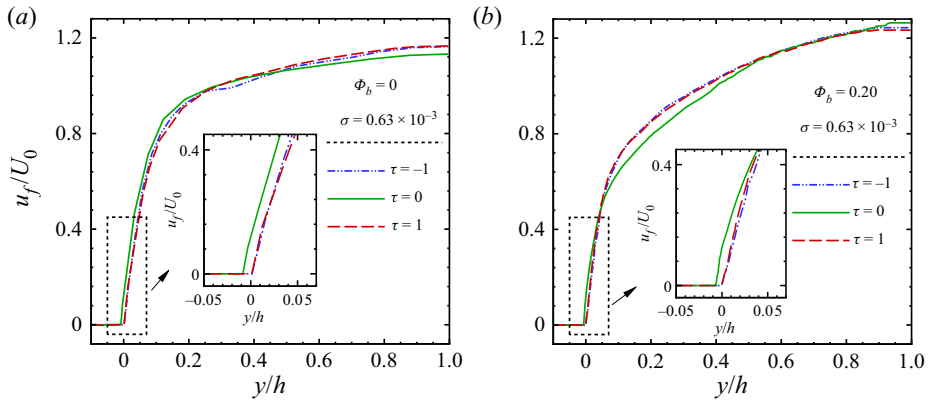 (a)
u_f/U_0
1.2
0.8
0.4
0
0 0.2 0.4 0.6 0.8 1.0
y/h
Φ_b = 0
σ = 0.63 × 10^–3
τ = –1
τ = 0
τ = 1
u_f/U_0
0.4
0
–0.05 0 0.05
y/h
(b)
1.2
0.8
0.4
0
0 0.2 0.4 0.6 0.8 1.0
y/h
Φ_b = 0.20
σ = 0.63 × 10^–3
τ = –1
τ = 0
τ = 1
u_f/U_0
0.4
0
–0.05 0 0.05
y/h